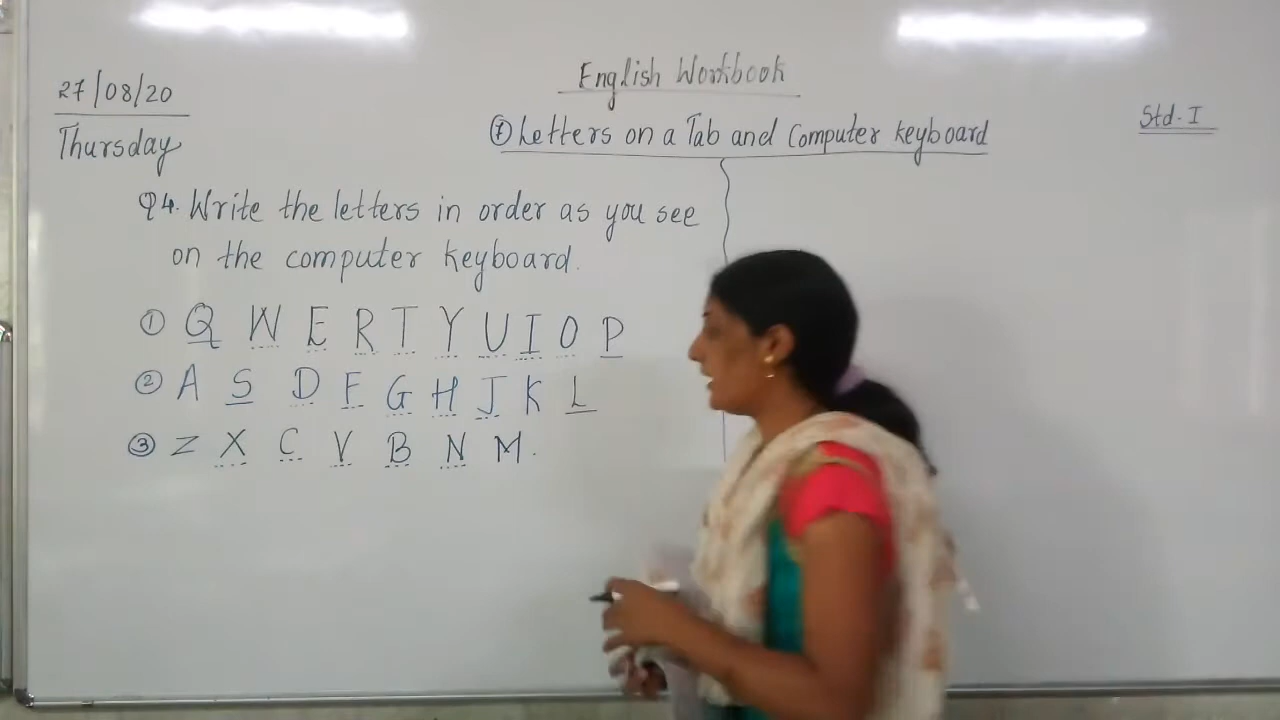 27/08/20
Thursday
English Workbook
Std-I
① Letters on a Tab and Computer keyboard
Q4. Write the letters in order as you see
on the computer keyboard.
① Q W E R T Y U I O P
② A S D F G H J K L
③ Z X C V B N M.